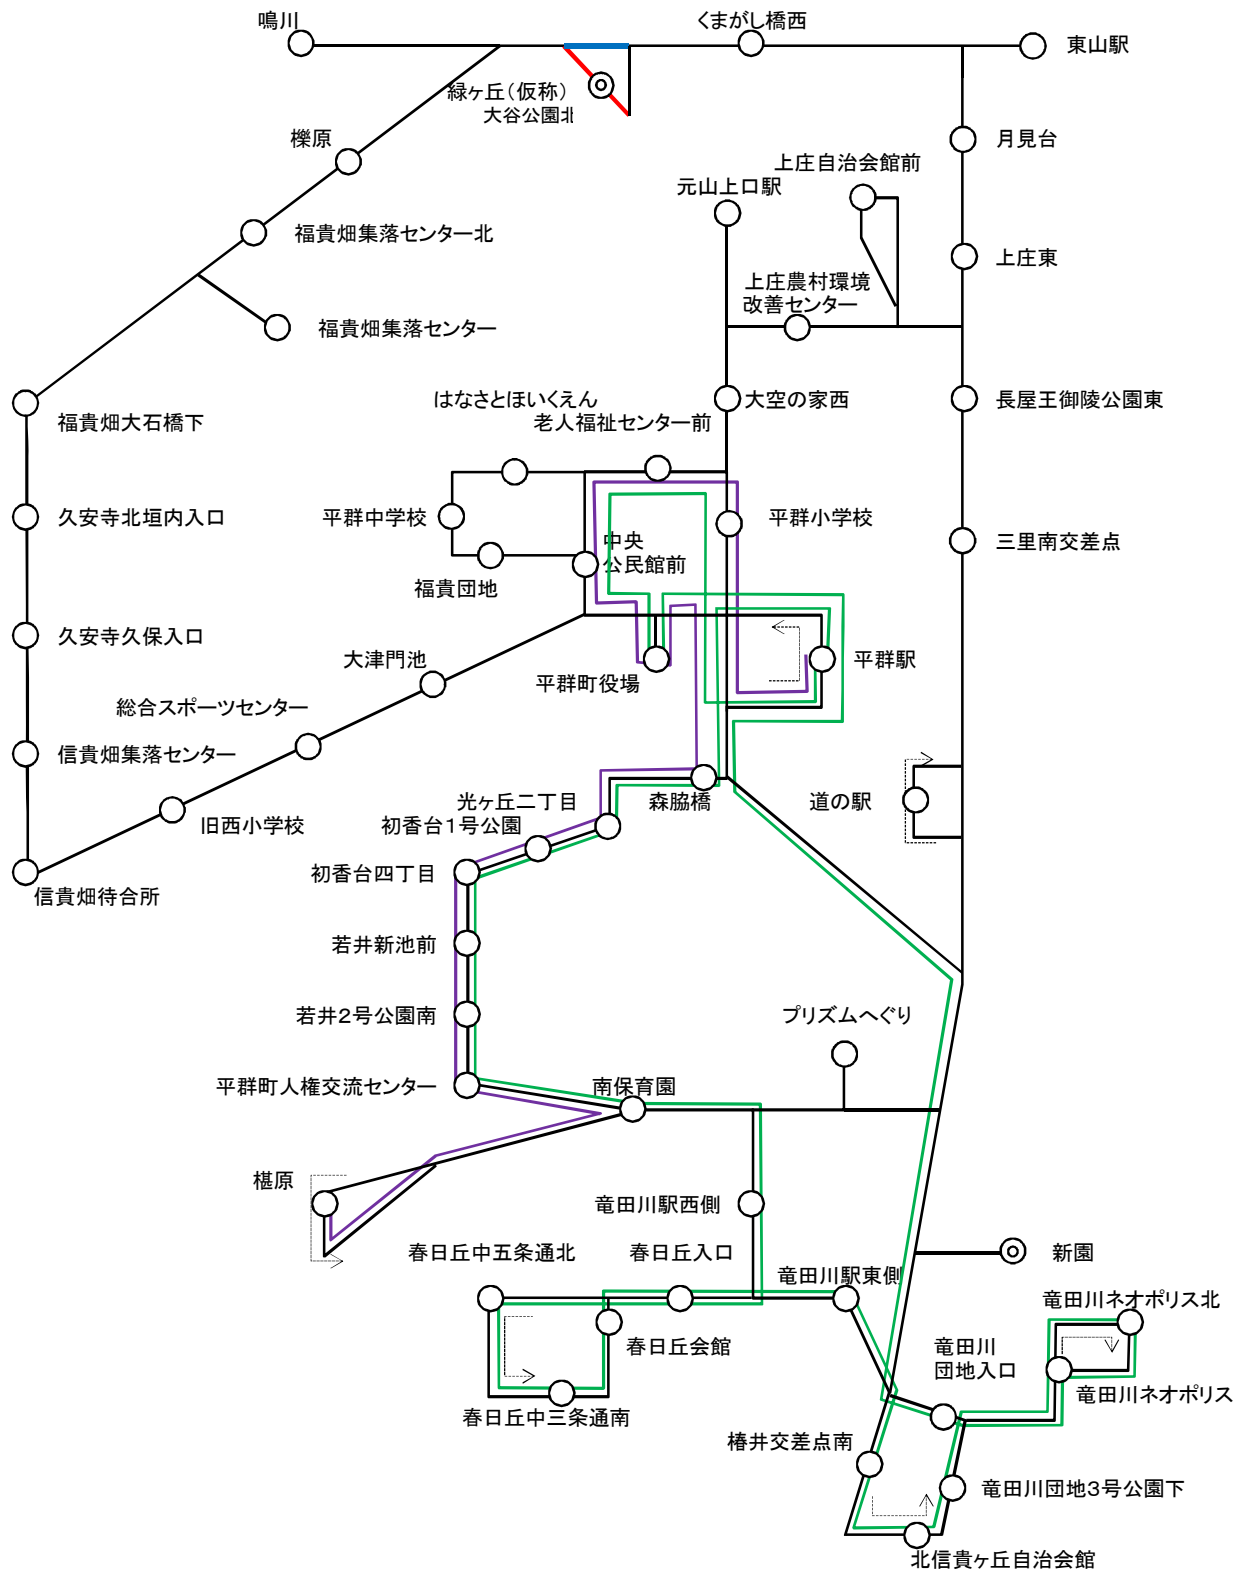 鳴川
くまがし橋西
東山駅
緑ヶ丘（仮称）
大谷公園北
櫟原
月見台
上庄自治会館前
元山上口駅
福貴畑集落センター北
上庄東
上庄農村環境
改善センター
福貴畑集落センター
はなさとほいくえん
大空の家西
長屋王御陵公園東
福貴畑大石橋下
老人福祉センター前
久安寺北垣内入口
平群中学校
平群小学校
中央
公民館前
三里南交差点
福貴団地
久安寺久保入口
大津門池
平群駅
平群町役場
総合スポーツセンター
信貴畑集落センター
光ヶ丘二丁目
森脇橋
道の駅
旧西小学校
初香台１号公園
初香台四丁目
信貴畑待合所
若井新池前
若井２号公園南
プリズムへぐり
平群町人権交流センター
南保育園
椹原
竜田川駅西側
春日丘中五条通北
春日丘入口
新園
竜田川駅東側
竜田川ネオポリス北
春日丘会館
竜田川
団地入口
竜田川ネオポリス
春日丘中三条通南
椿井交差点南
竜田川団地３号公園下
北信貴ヶ丘自治会館